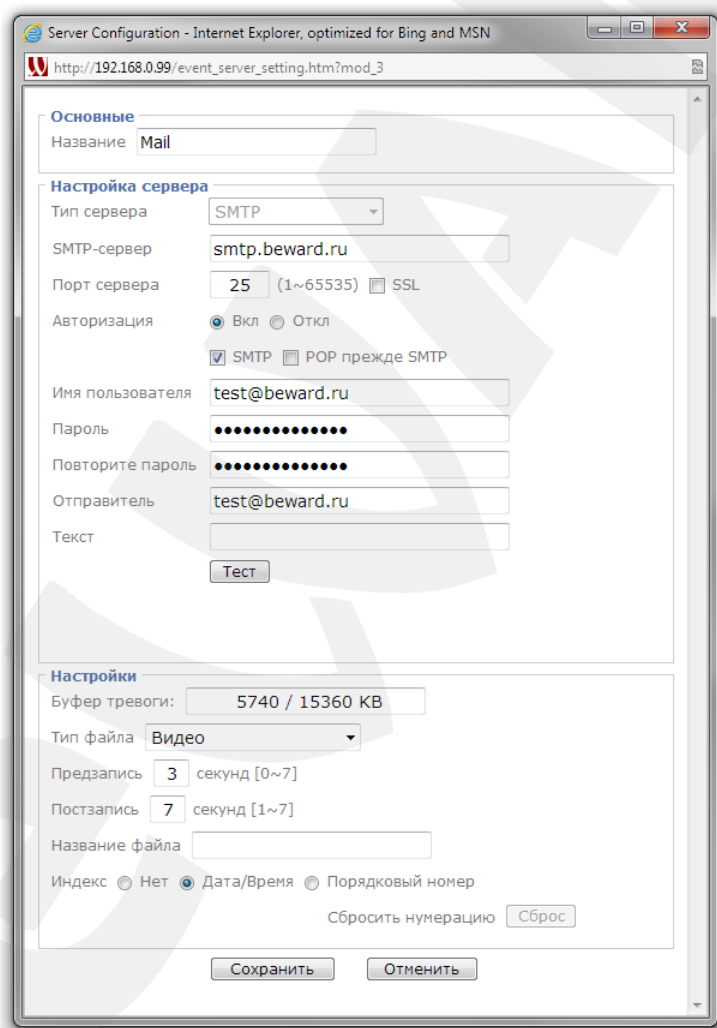 Server Configuration - Internet Explorer, optimized for Bing and MSN
http://192.168.0.99/event_server_setting.htm?mod_3
Основные
Название Mail
Настройка сервера
Тип сервера SMTP
SMTP-сервер smtp.beward.ru
Порт сервера 25 (1~65535) SSL
Авторизация Вкл Откл
SMTP POP прежде SMTP
Имя пользователя test@beward.ru
Пароль ••••••••••••••
Повторите пароль ••••••••••••••
Отправитель test@beward.ru
Текст
Тест
Настройки
Буфер тревоги: 5740 / 15360 KB
Тип файла Видео
Предзапись 3 секунд [0~7]
Постзапись 7 секунд [1~7]
Название файла
Индекс Нет Дата/Время Порядковый номер
Сбросить нумерацию Сброс
Сохранить Отменить